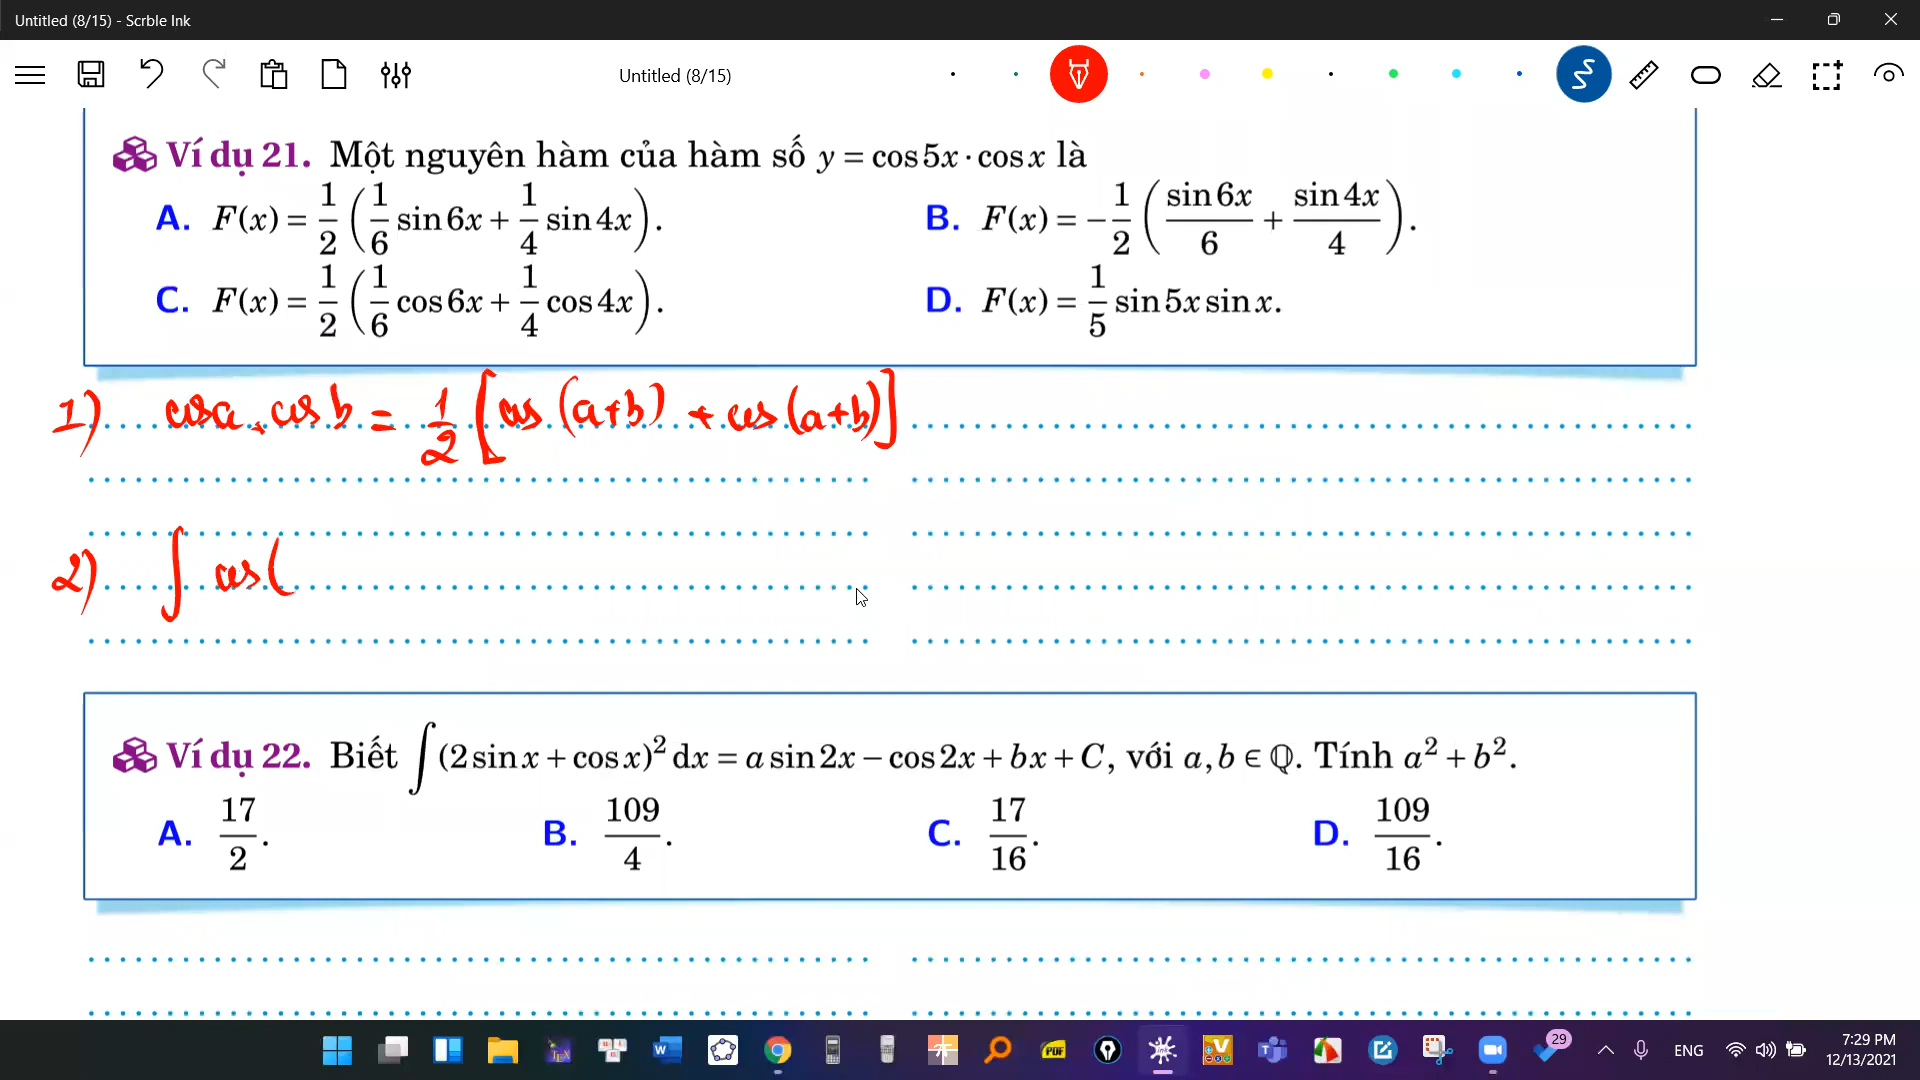 Untitled (8/15) - Scrble Ink
Untitled (8/15)
Ví dụ 21. Một nguyên hàm của hàm số y = cos 5x · cos x là
A. F(x) = 1/2 (1/6 sin 6x + 1/4 sin 4x).
B. F(x) = −1/2 (sin 6x/6 + sin 4x/4).
C. F(x) = 1/2 (1/6 cos 6x + 1/4 cos 4x).
D. F(x) = 1/5 sin 5x sin x.
1) cosa . cosb = 1/2 [cos (a+b) + cos (a+b)]
2) ∫ cos(
Ví dụ 22. Biết ∫(2 sin x + cos x)² dx = a sin 2x − cos 2x + bx + C, với a, b ∈ ℚ. Tính a² + b².
A. 17/2.
B. 109/4.
C. 17/16.
D. 109/16.
29
ENG
7:29 PM
12/13/2021